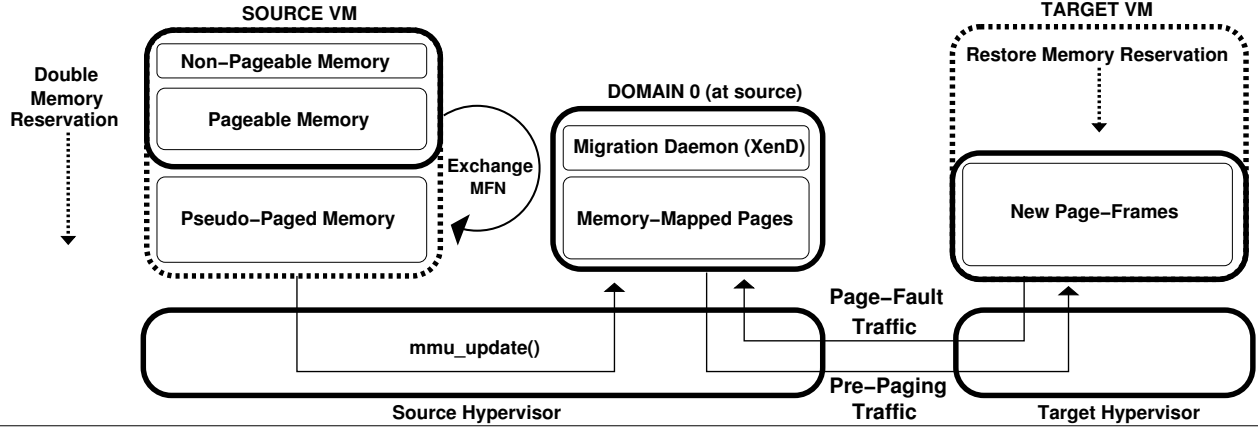 SOURCE VM
Non-Pageable Memory
Pageable Memory
Pseudo-Paged Memory
Double
Memory
Reservation
Exchange
MFN
DOMAIN 0 (at source)
Migration Daemon (XenD)
Memory-Mapped Pages
TARGET VM
Restore Memory Reservation
New Page-Frames
mmu_update()
Page-Fault
Traffic
Pre-Paging
Traffic
Source Hypervisor
Target Hypervisor